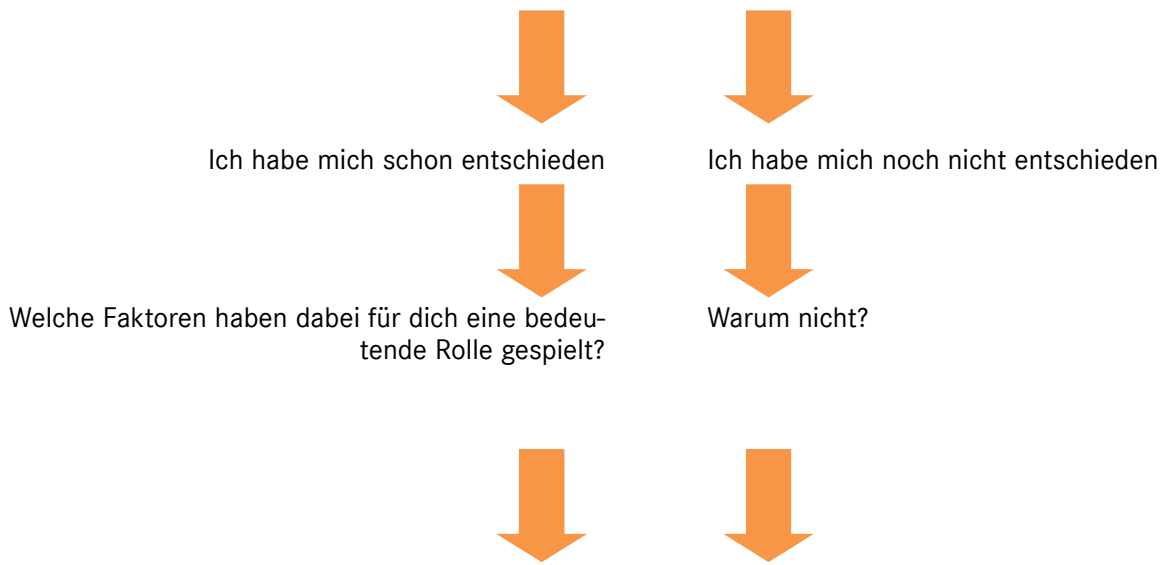 Ich habe mich schon entschieden
Ich habe mich noch nicht entschieden
Welche Faktoren haben dabei für dich eine bedeu-
tende Rolle gespielt?
Warum nicht?